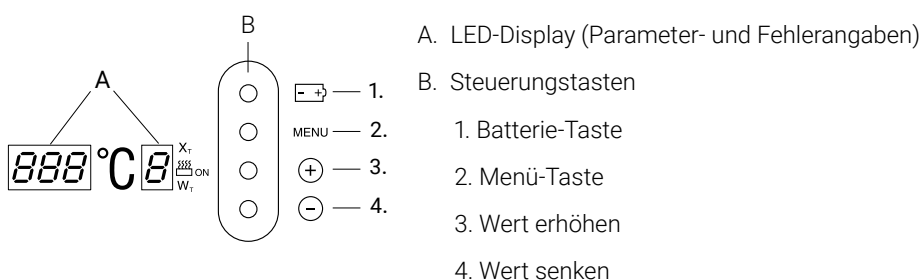 B
A
888 °C 8
X_T
ON
W_T
- +
1.
MENU
2.
+
3.
−
4.
A. LED-Display (Parameter- und Fehlerangaben)
B. Steuerungstasten
1. Batterie-Taste
2. Menü-Taste
3. Wert erhöhen
4. Wert senken